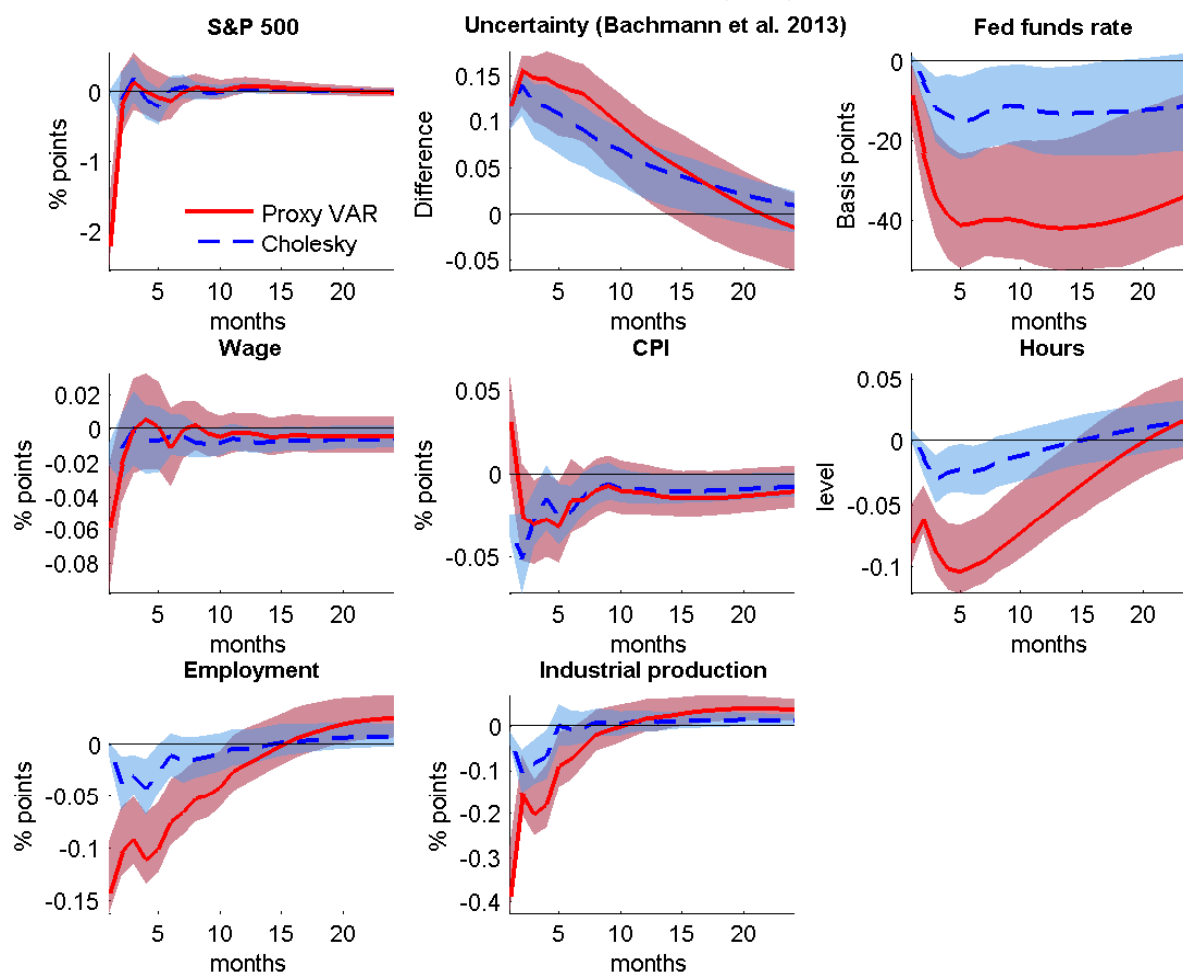 S&P 500
Uncertainty (Bachmann et al. 2013)
Fed funds rate
0
-1
-2
% points
Proxy VAR
Cholesky
5 10 15 20
months
0.15
0.1
0.05
0
-0.05
Difference
5 10 15 20
months
0
-20
-40
Basis points
5 10 15 20
months
Wage
CPI
Hours
0.02
0
-0.02
-0.04
-0.06
-0.08
% points
5 10 15 20
months
0.05
0
-0.05
% points
5 10 15 20
months
0.05
0
-0.05
-0.1
level
5 10 15 20
months
Employment
Industrial production
0
-0.05
-0.1
-0.15
% points
5 10 15 20
months
0
-0.1
-0.2
-0.3
-0.4
% points
5 10 15 20
months